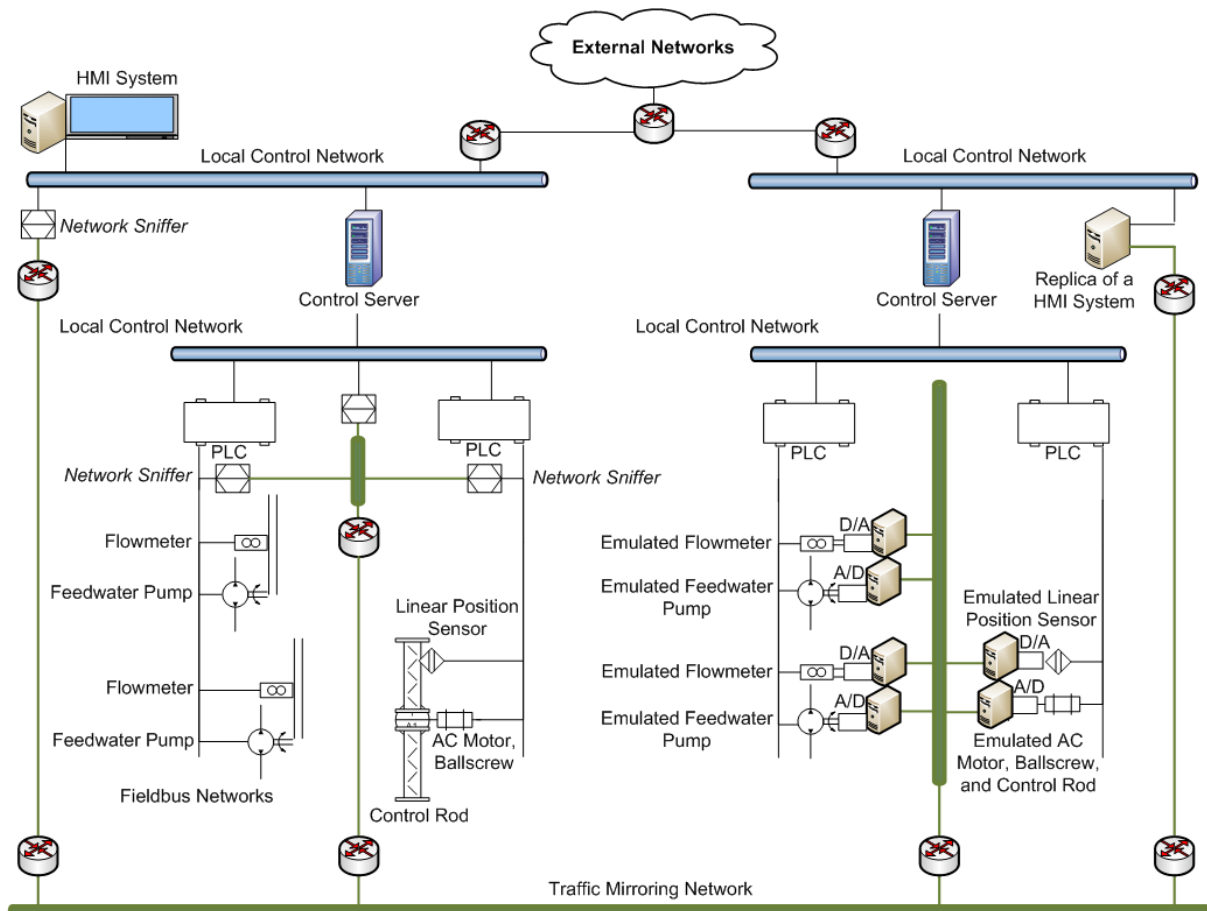 External Networks
HMI System
Local Control Network
Local Control Network
Network Sniffer
Control Server
Control Server
Replica of a
HMI System
Local Control Network
Local Control Network
PLC
PLC
PLC
PLC
Network Sniffer
Network Sniffer
Flowmeter
Feedwater Pump
Linear Position
Sensor
Flowmeter
Feedwater Pump
AC Motor,
Ballscrew
Fieldbus Networks
Control Rod
D/A
Emulated Flowmeter
A/D
Emulated Feedwater
Pump
Emulated Linear
Position Sensor
D/A
D/A
Emulated Flowmeter
A/D
A/D
Emulated Feedwater
Pump
Emulated AC
Motor, Ballscrew,
and Control Rod
Traffic Mirroring Network